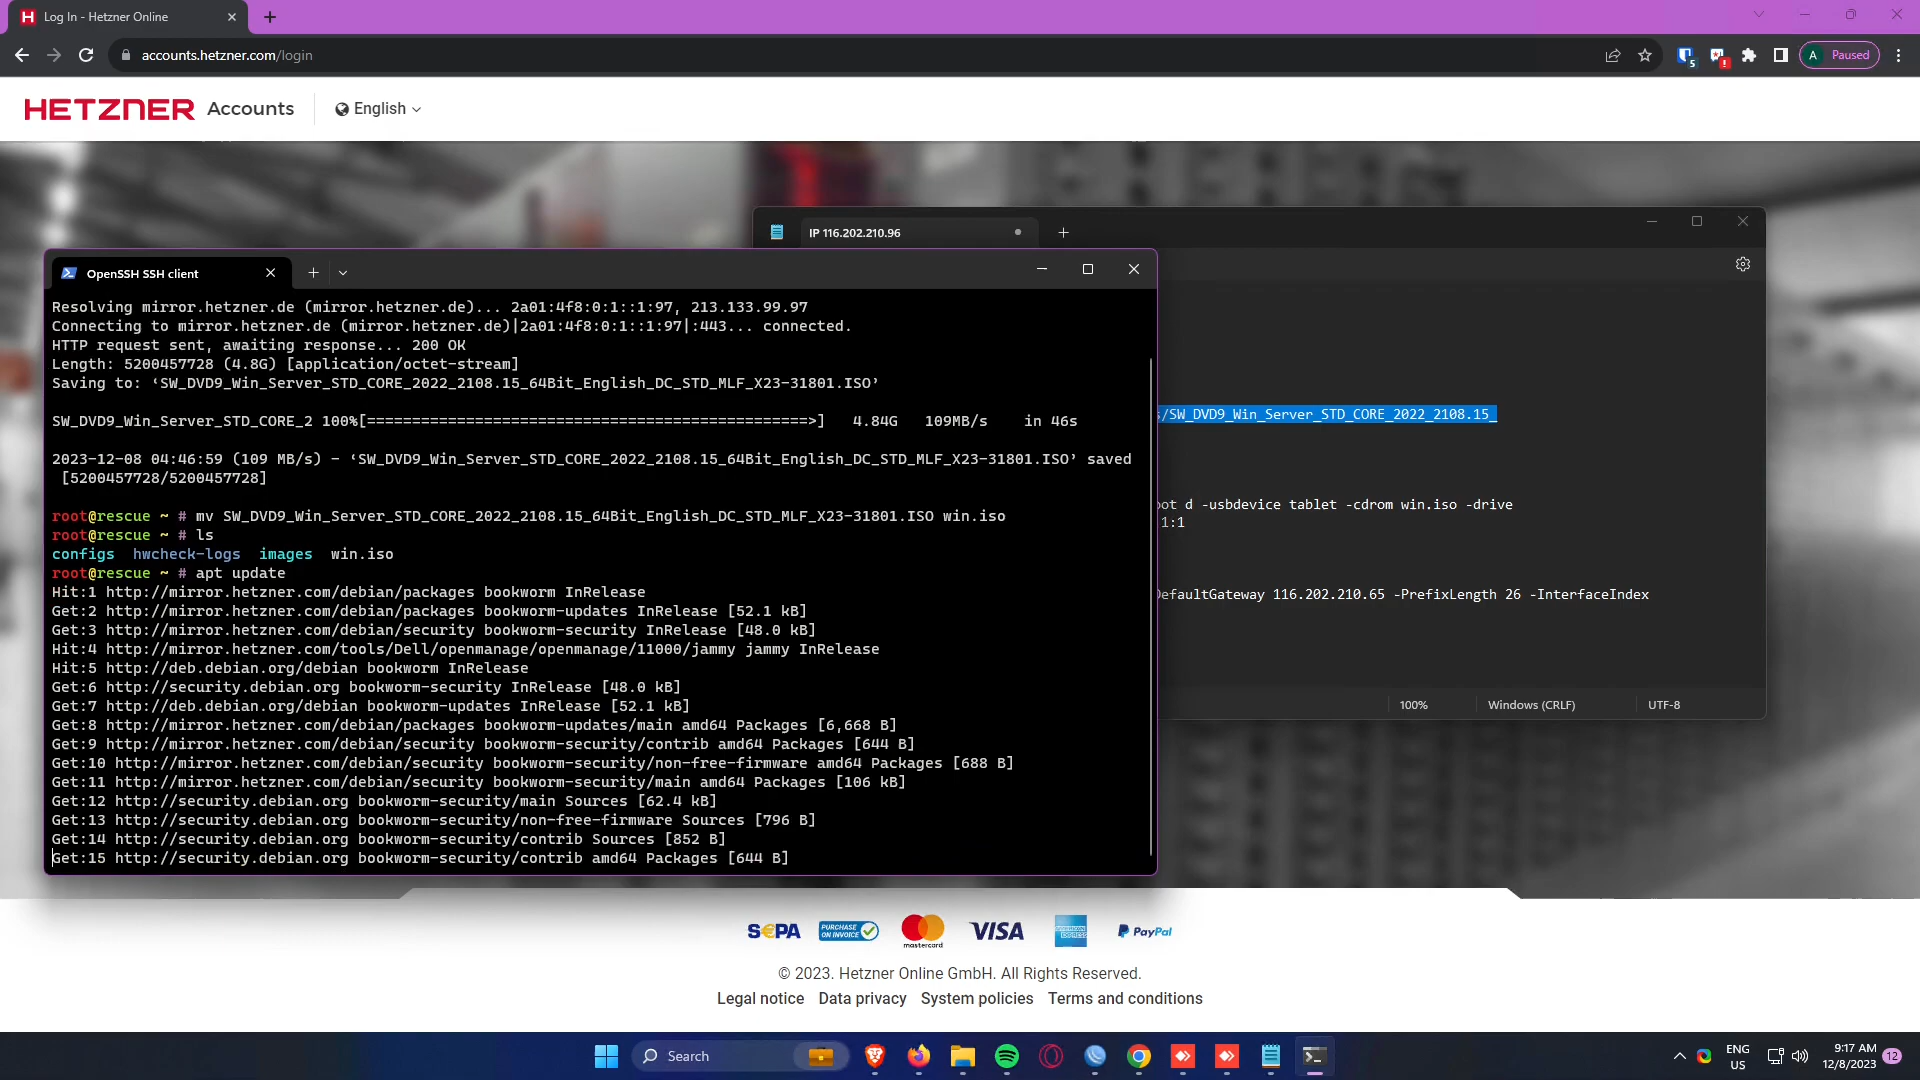 Log In - Hetzner Online
accounts.hetzner.com/login
5
A Paused
HETZNER Accounts
English
IP 116.202.210.96
OpenSSH SSH client
Resolving mirror.hetzner.de (mirror.hetzner.de)... 2a01:4f8:0:1::1:97, 213.133.99.97
Connecting to mirror.hetzner.de (mirror.hetzner.de)|2a01:4f8:0:1::1:97|:443... connected.
HTTP request sent, awaiting response... 200 OK
Length: 5200457728 (4.8G) [application/octet-stream]
Saving to: ‘SW_DVD9_Win_Server_STD_CORE_2022_2108.15_64Bit_English_DC_STD_MLF_X23-31801.ISO’
SW_DVD9_Win_Server_STD_CORE_2 100%[=================================================>] 4.84G 109MB/s in 46s
2023-12-08 04:46:59 (109 MB/s) - ‘SW_DVD9_Win_Server_STD_CORE_2022_2108.15_64Bit_English_DC_STD_MLF_X23-31801.ISO’ saved
[5200457728/5200457728]
root@rescue ~ # mv SW_DVD9_Win_Server_STD_CORE_2022_2108.15_64Bit_English_DC_STD_MLF_X23-31801.ISO win.iso
root@rescue ~ # ls
configs hwcheck-logs images win.iso
root@rescue ~ # apt update
Hit:1 http://mirror.hetzner.com/debian/packages bookworm InRelease
Get:2 http://mirror.hetzner.com/debian/packages bookworm-updates InRelease [52.1 kB]
Get:3 http://mirror.hetzner.com/debian/security bookworm-security InRelease [48.0 kB]
Hit:4 http://mirror.hetzner.com/tools/Dell/openmanage/openmanage/11000/jammy jammy InRelease
Hit:5 http://deb.debian.org/debian bookworm InRelease
Get:6 http://security.debian.org bookworm-security InRelease [48.0 kB]
Get:7 http://deb.debian.org/debian bookworm-updates InRelease [52.1 kB]
Get:8 http://mirror.hetzner.com/debian/packages bookworm-updates/main amd64 Packages [6,668 B]
Get:9 http://mirror.hetzner.com/debian/security bookworm-security/contrib amd64 Packages [644 B]
Get:10 http://mirror.hetzner.com/debian/security bookworm-security/non-free-firmware amd64 Packages [688 B]
Get:11 http://mirror.hetzner.com/debian/security bookworm-security/main amd64 Packages [106 kB]
Get:12 http://security.debian.org bookworm-security/main Sources [62.4 kB]
Get:13 http://security.debian.org bookworm-security/non-free-firmware Sources [796 B]
Get:14 http://security.debian.org bookworm-security/contrib Sources [852 B]
Get:15 http://security.debian.org bookworm-security/contrib amd64 Packages [644 B]
/SW_DVD9_Win_Server_STD_CORE_2022_2108.15_
ot d -usbdevice tablet -cdrom win.iso -drive
1:1
DefaultGateway 116.202.210.65 -PrefixLength 26 -InterfaceIndex
100% Windows (CRLF) UTF-8
S€PA PURCHASE ON INVOICE mastercard VISA AMERICAN EXPRESS PayPal
© 2023. Hetzner Online GmbH. All Rights Reserved.
Legal notice Data privacy System policies Terms and conditions
Search
ENG
US
9:17 AM
12/8/2023
12